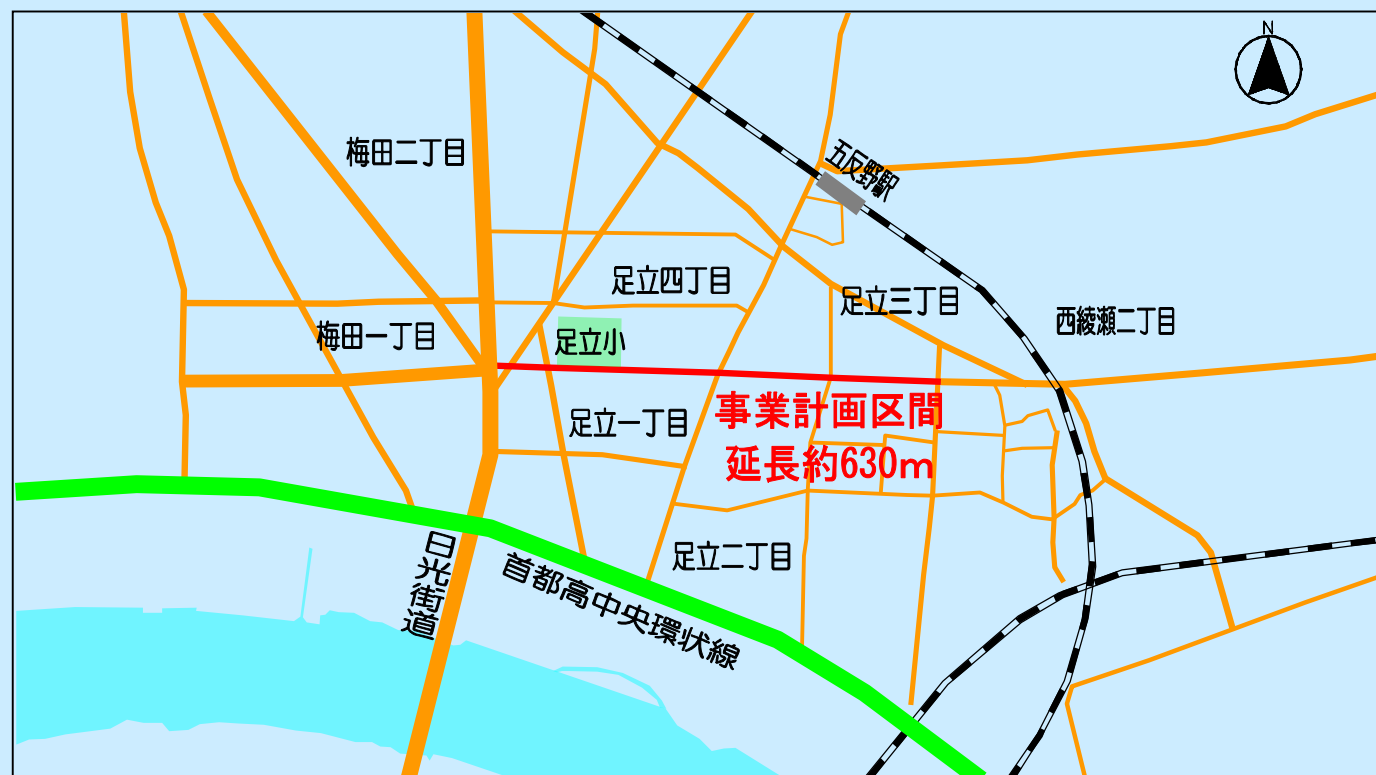 N
梅田二丁目
五反野駅
足立四丁目
足立三丁目
西綾瀬二丁目
梅田一丁目
足立小
足立一丁目
事業計画区間
延長約630m
足立二丁目
日光街道
首都高中央環状線